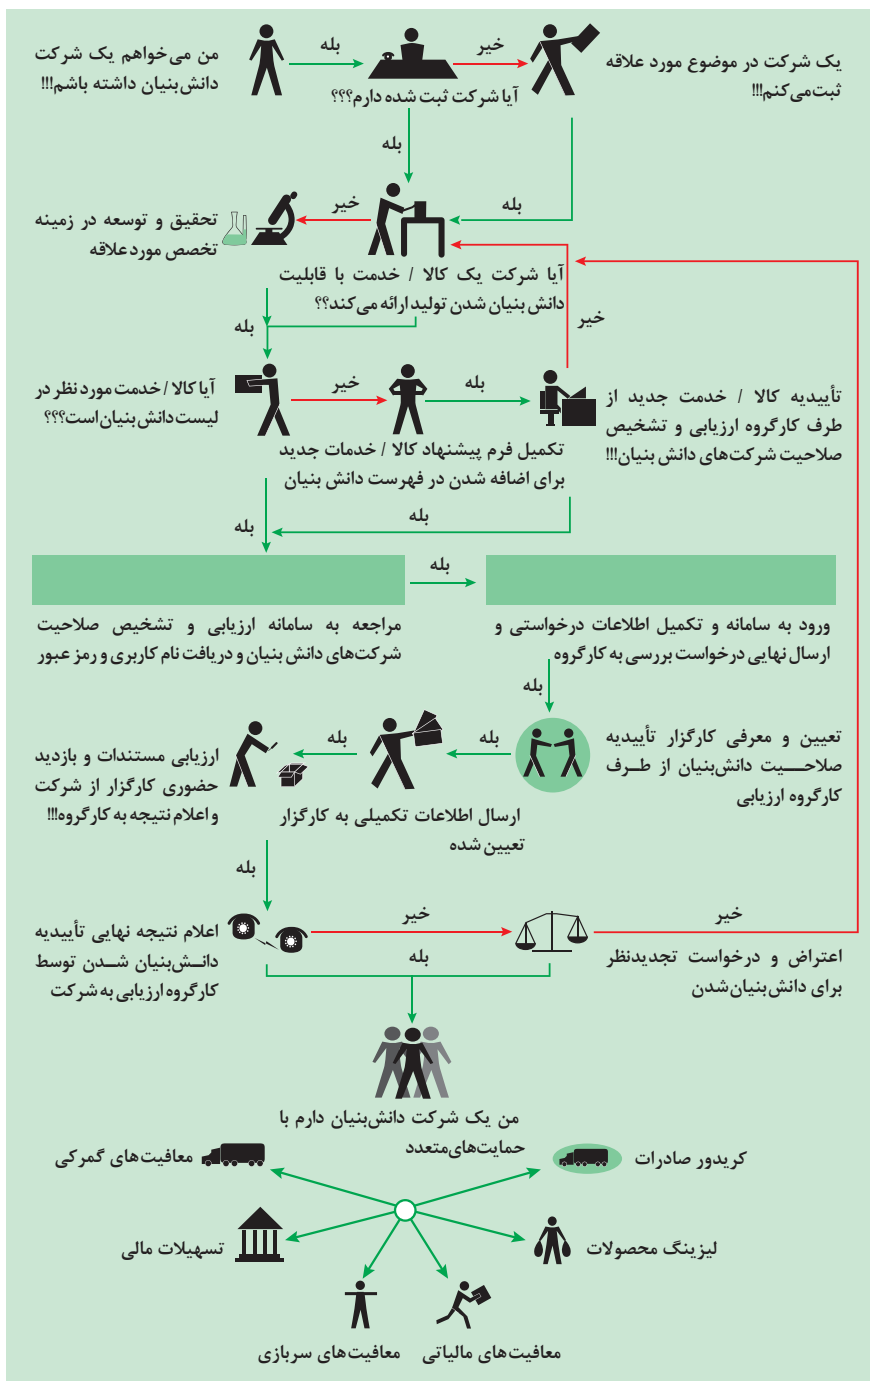 من می‌خواهم یک شرکت
دانش‌بنیان داشته باشم!!!
بله
آیا شرکت ثبت شده دارم؟؟؟
خیر
یک شرکت در موضوع مورد علاقه
ثبت‌می‌کنم!!!
بله
بله
خیر
تحقیق و توسعه در زمینه
تخصص مورد علاقه
آیا شرکت یک کالا / خدمت با قابلیت
دانش‌بنیان شدن تولید ارائه می‌کند؟؟
خیر
بله
آیا کالا / خدمت مورد نظر در
لیست دانش‌بنیان است؟؟؟
خیر
تکمیل فرم پیشنهاد کالا / خدمات جدید
برای اضافه شدن در فهرست دانش بنیان
بله
تأییدیه کالا / خدمت جدید از
طرف کارگروه ارزیابی و تشخیص
صلاحیت شرکت‌های دانش بنیان!!!
بله
بله
مراجعه به سامانه ارزیابی و تشخیص صلاحیت
شرکت‌های دانش بنیان و دریافت نام کاربری و رمز عبور
بله
ورود به سامانه و تکمیل اطلاعات درخواستی و
ارسال نهایی درخواست بررسی به کارگروه
بله
تعیین و معرفی کارگزار تأییدیه
صلاحـــیت دانش‌بنیان از طــرف
کارگروه ارزیابی
بله
ارسال اطلاعات تکمیلی به کارگزار
تعیین شده
بله
ارزیابی مستندات و بازدید
حضوری کارگزار از شرکت
و اعلام نتیجه به کارگروه!!!
بله
اعلام نتیجه نهایی تأییدیه
دانــش‌بنیان شــدن توسط
کارگروه ارزیابی به شرکت
خیر
بله
خیر
اعتراض و درخواست تجدیدنظر
برای دانش‌بنیان‌شدن
من یک شرکت دانش‌بنیان دارم با
حمایت‌های‌متعدد
کریدور صادرات
معافیت‌های گمرکی
لیزینگ محصولات
تسهیلات مالی
معافیت‌های مالیاتی
معافیت‌های سربازی